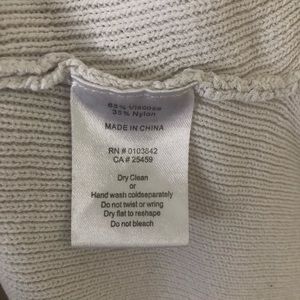 65% Viscose
35% Nylon
MADE IN CHINA
RN # 0103842
CA # 25459
Dry Clean
or
Hand wash coldseparately
Do not twist or wring
Dry flat to reshape
Do not bleach